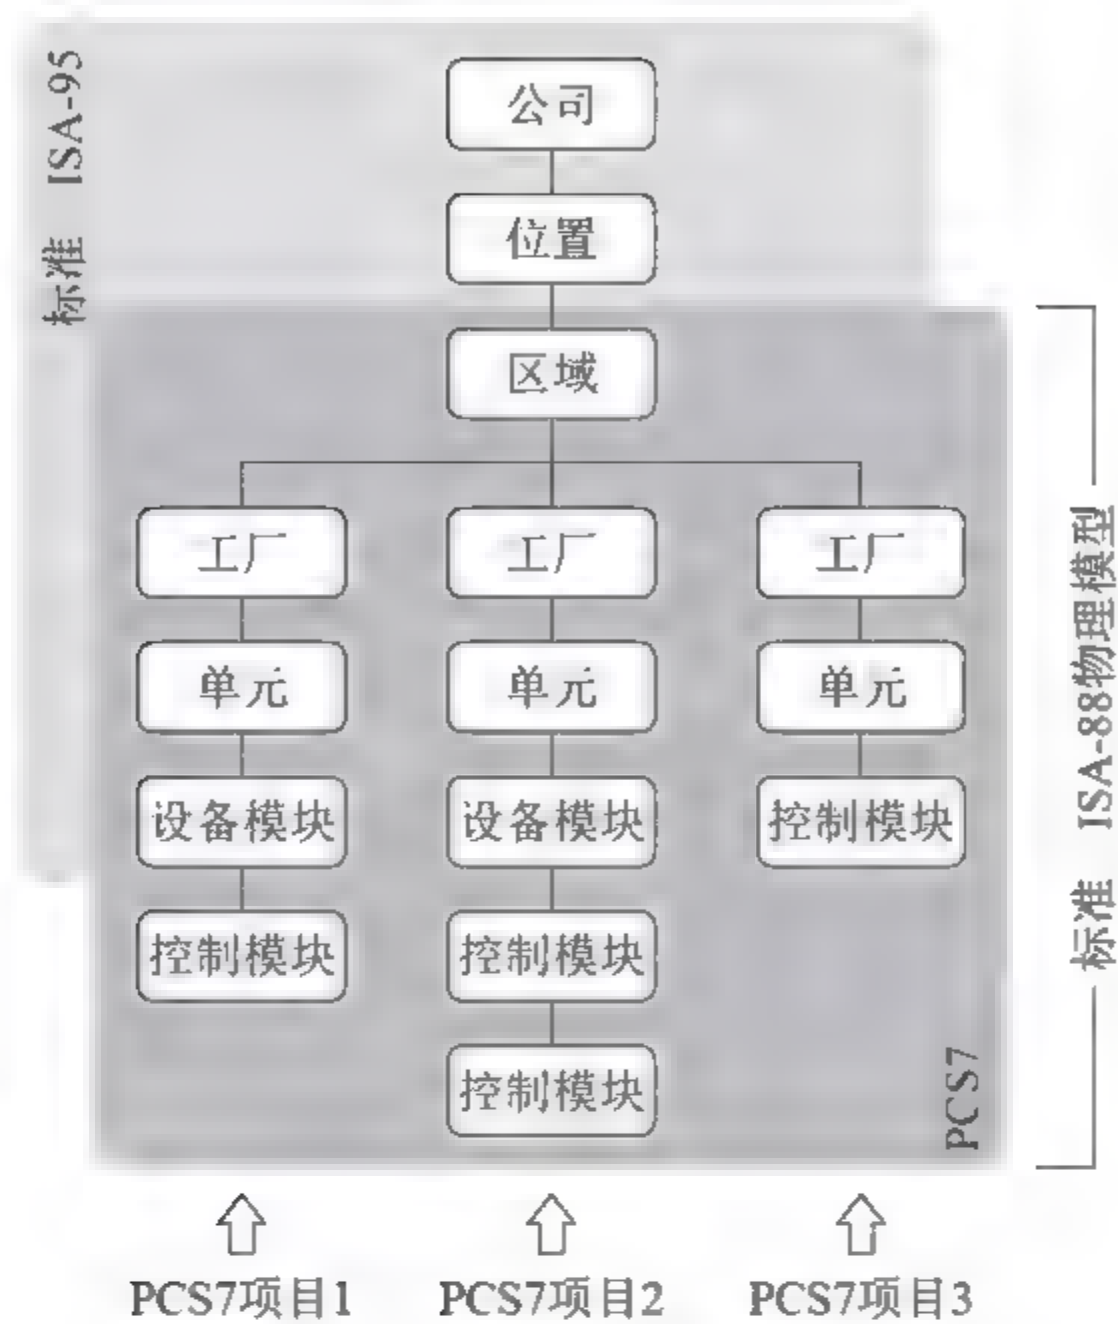 标准 ISA-95
公司
位置
区域
工厂 工厂 工厂
单元 单元 单元
设备模块 设备模块 控制模块
控制模块 控制模块
控制模块
PCS7
标准 ISA-88物理模型
PCS7项目1 PCS7项目2 PCS7项目3